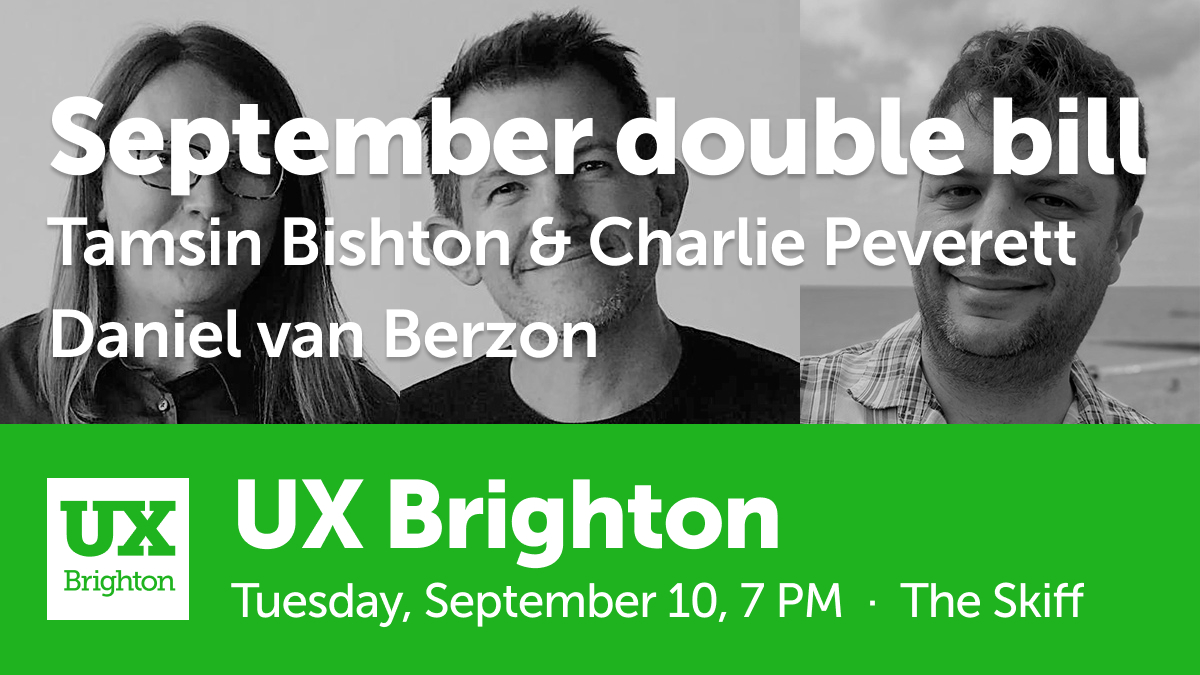 September double bill
Tamsin Bishton & Charlie Peverett
Daniel van Berzon
UX
Brighton
UX Brighton
Tuesday, September 10, 7 PM · The Skiff